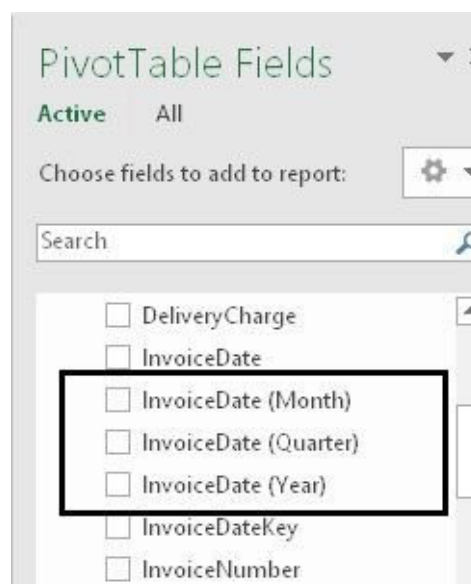 PivotTable Fields
Active All
Choose fields to add to report:
Search
DeliveryCharge
InvoiceDate
InvoiceDate (Month)
InvoiceDate (Quarter)
InvoiceDate (Year)
InvoiceDateKey
InvoiceNumber